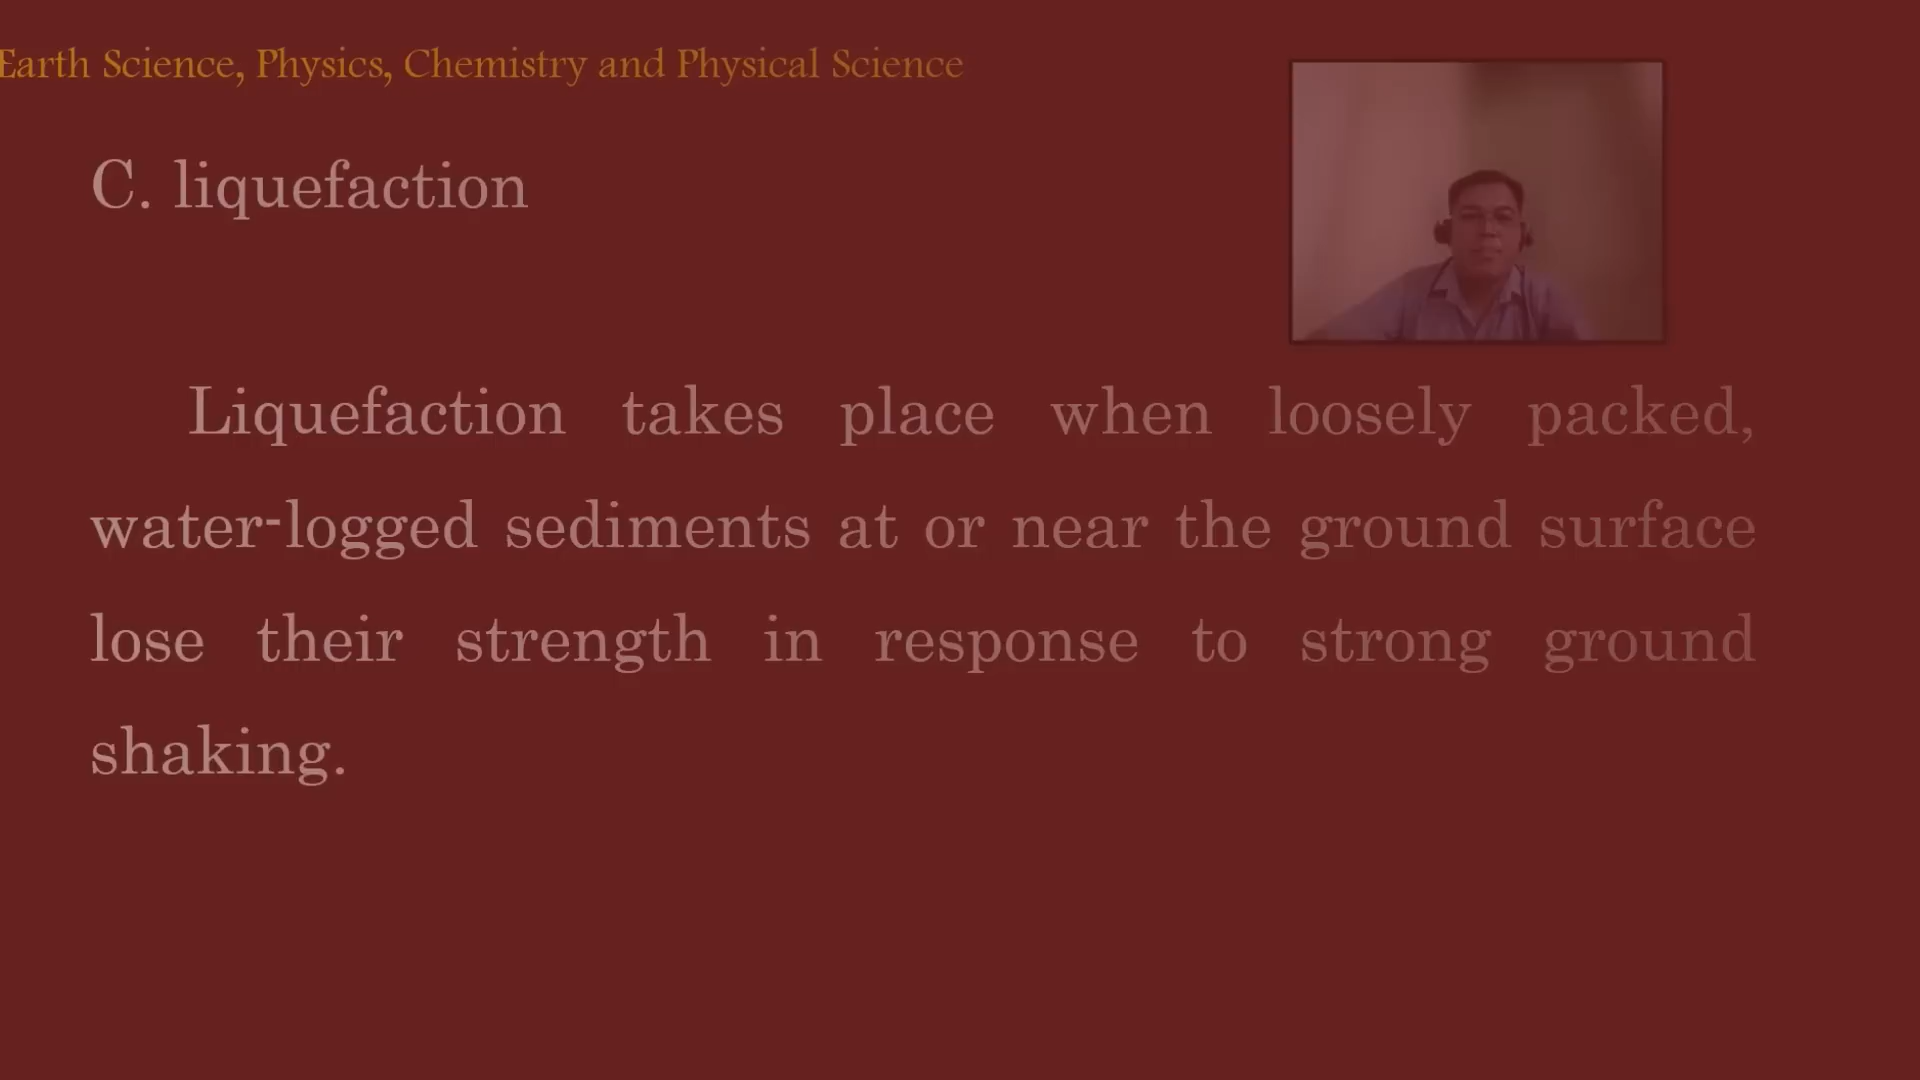 Earth Science, Physics, Chemistry and Physical Science
C. liquefaction
Liquefaction takes place when loosely packed,
water-logged sediments at or near the ground surface
lose their strength in response to strong ground
shaking.